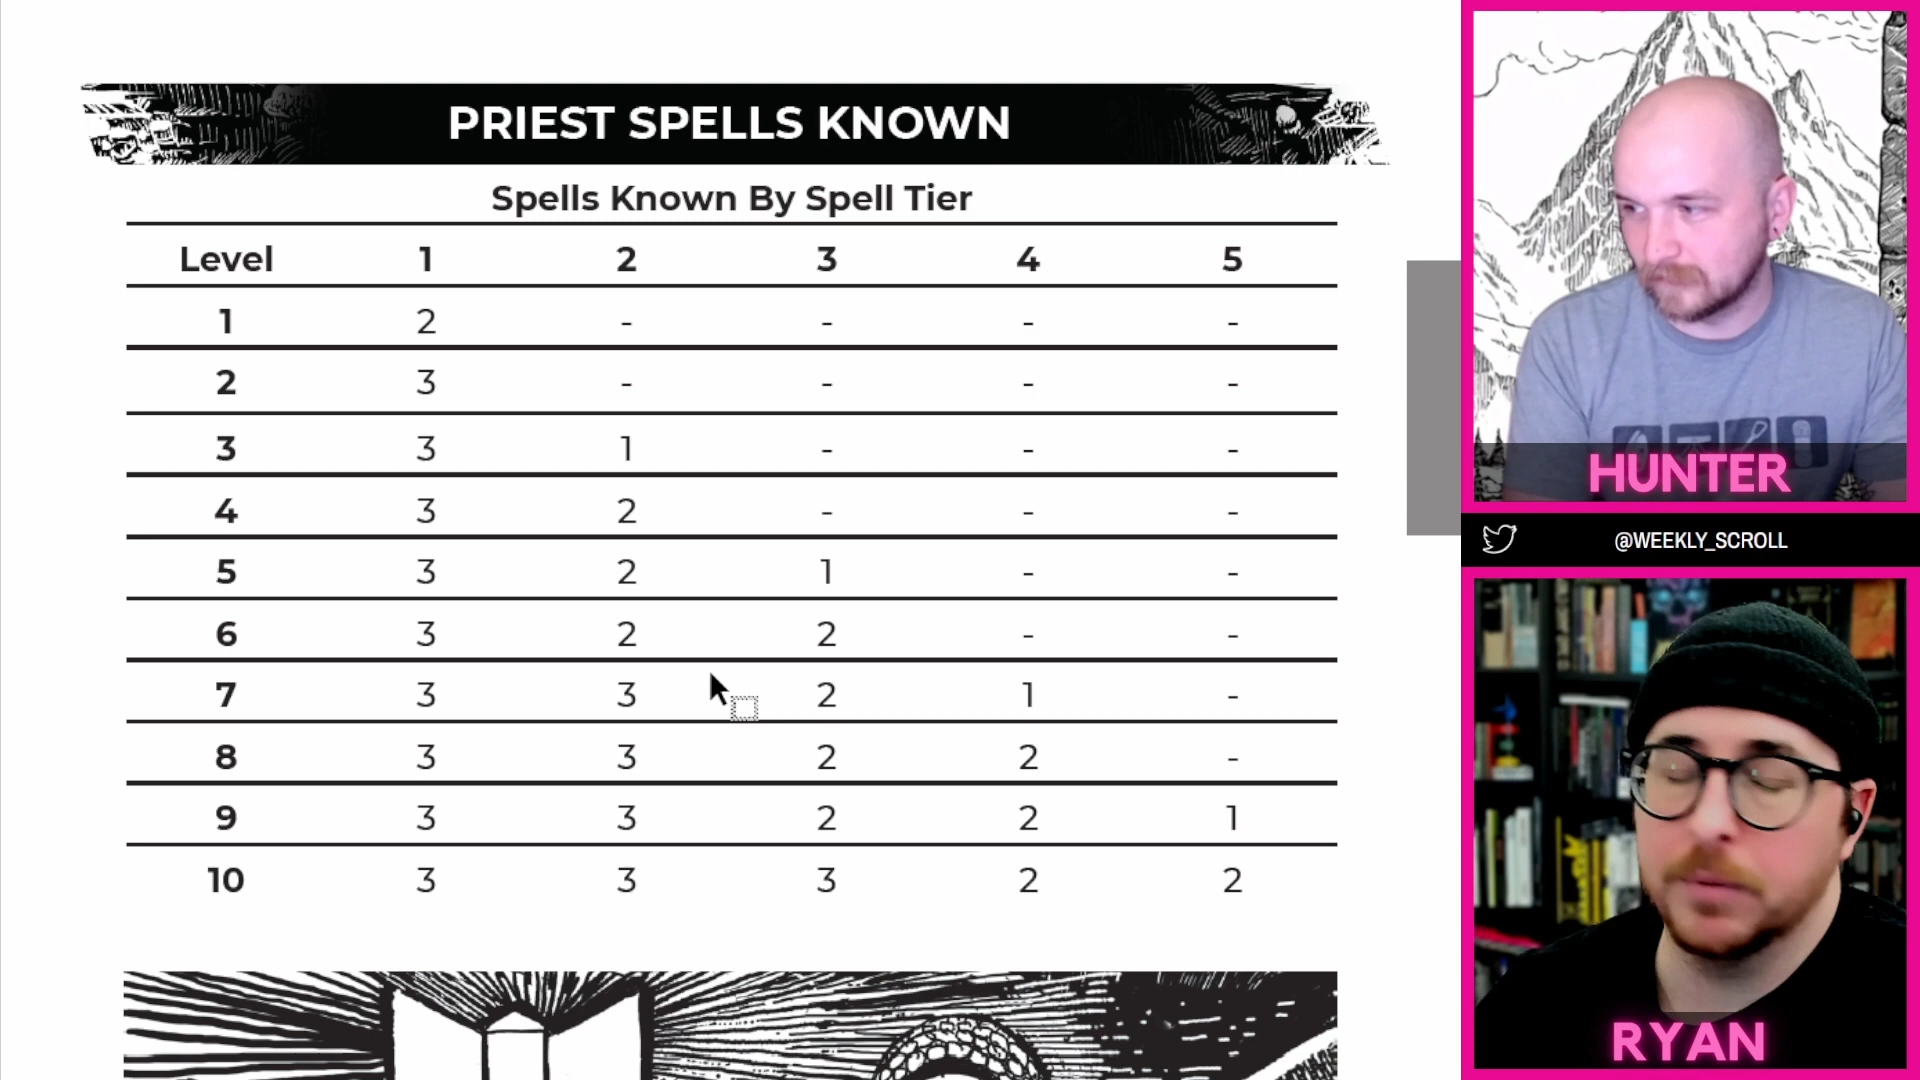 PRIEST SPELLS KNOWN
Spells Known By Spell Tier
Level 1 2 3 4 5
1 2 - - - -
2 3 - - - -
3 3 1 - - -
4 3 2 - - -
5 3 2 1 - -
6 3 2 2 - -
7 3 3 2 1 -
8 3 3 2 2 -
9 3 3 2 2 1
10 3 3 3 2 2
HUNTER
@WEEKLY_SCROLL
RYAN